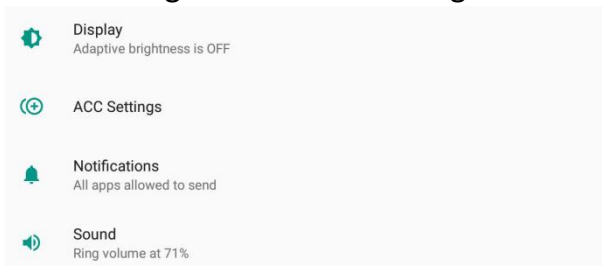 Display
Adaptive brightness is OFF
ACC Settings
Notifications
All apps allowed to send
Sound
Ring volume at 71%